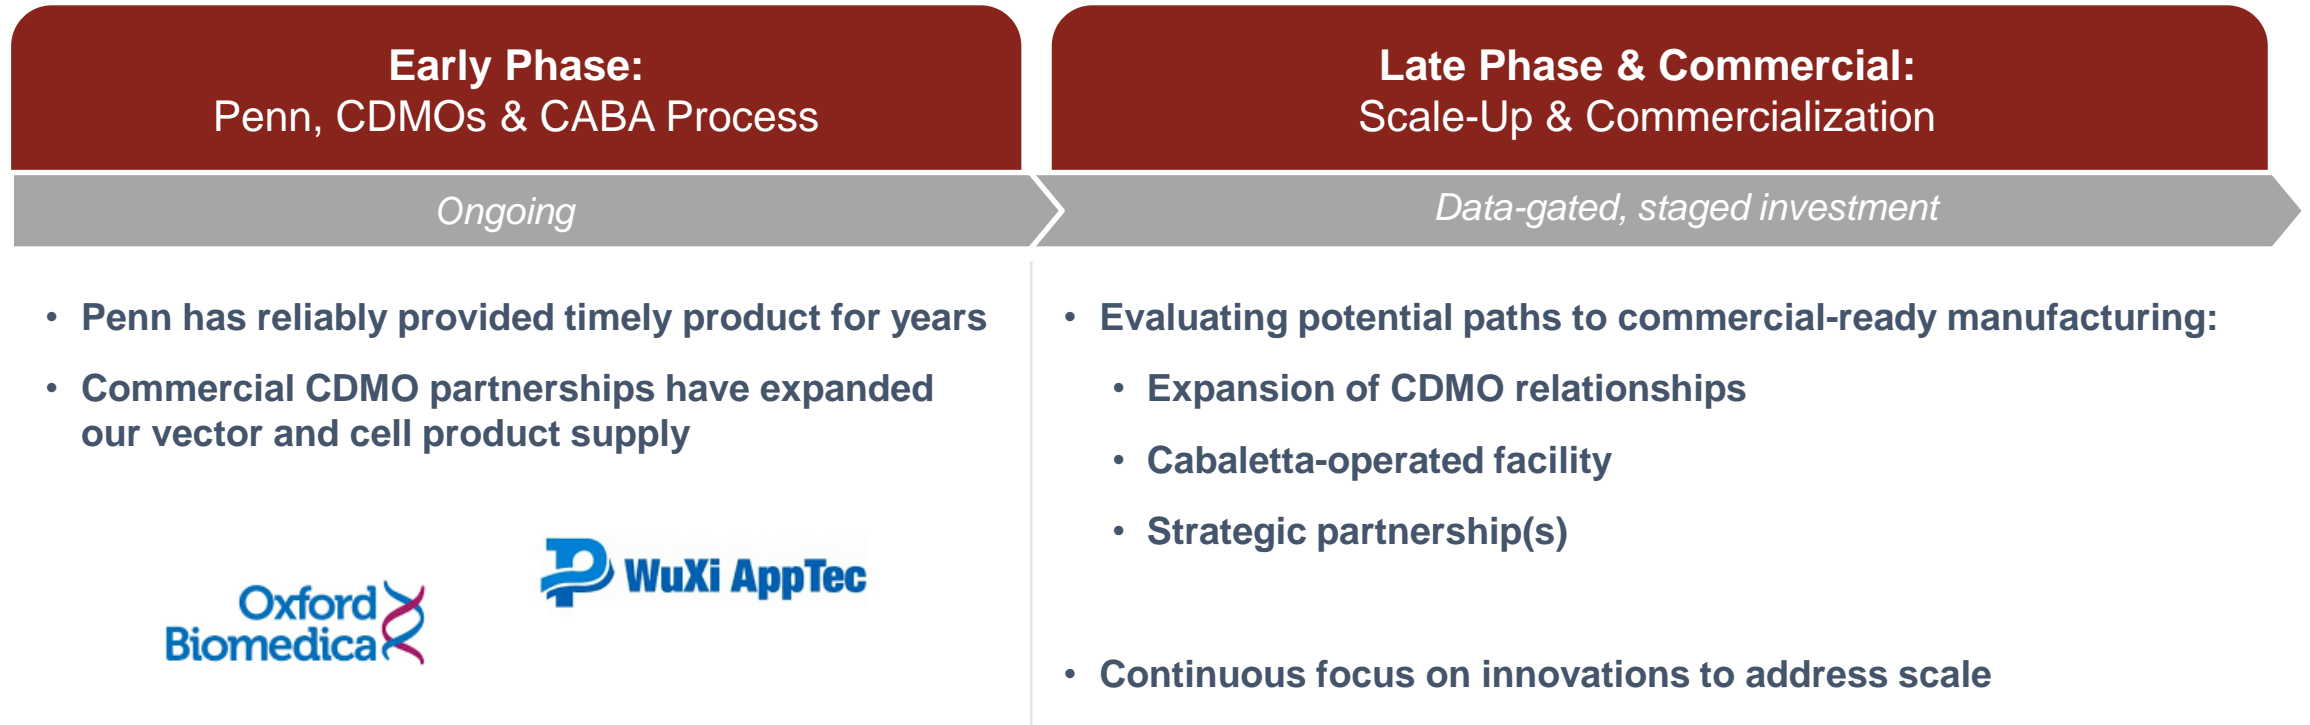 Early Phase:
Penn, CDMOs & CABA Process
Ongoing
• Penn has reliably provided timely product for years
• Commercial CDMO partnerships have expanded
our vector and cell product supply
Oxford
Biomedica
WuXi AppTec
Late Phase & Commercial:
Scale-Up & Commercialization
Data-gated, staged investment
• Evaluating potential paths to commercial-ready manufacturing:
• Expansion of CDMO relationships
• Cabaletta-operated facility
• Strategic partnership(s)
• Continuous focus on innovations to address scale